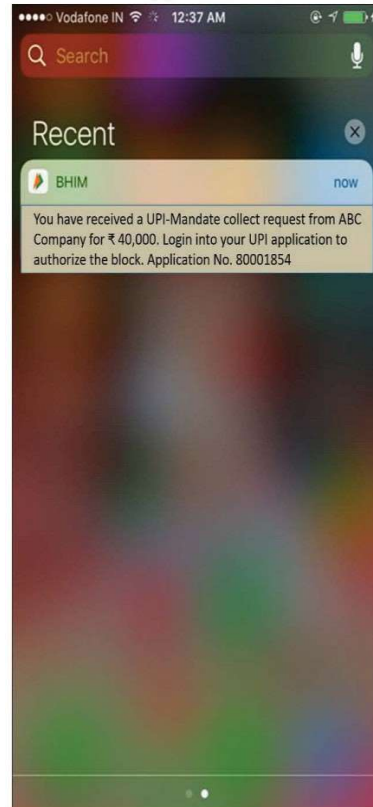 Vodafone IN 12:37 AM
Search
Recent
BHIM now
You have received a UPI-Mandate collect request from ABC
Company for ₹ 40,000. Login into your UPI application to
authorize the block. Application No. 80001854